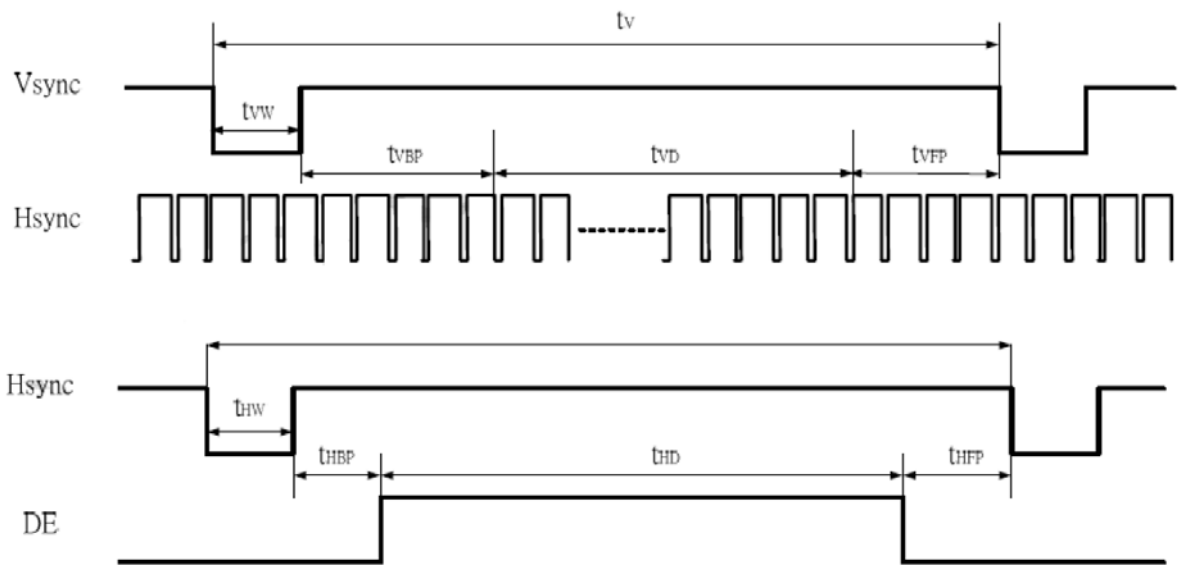 tV
Vsync
tVW
tVBP
tVD
tVFP
Hsync
Hsync
tHW
tHBP
tHD
tHFP
DE